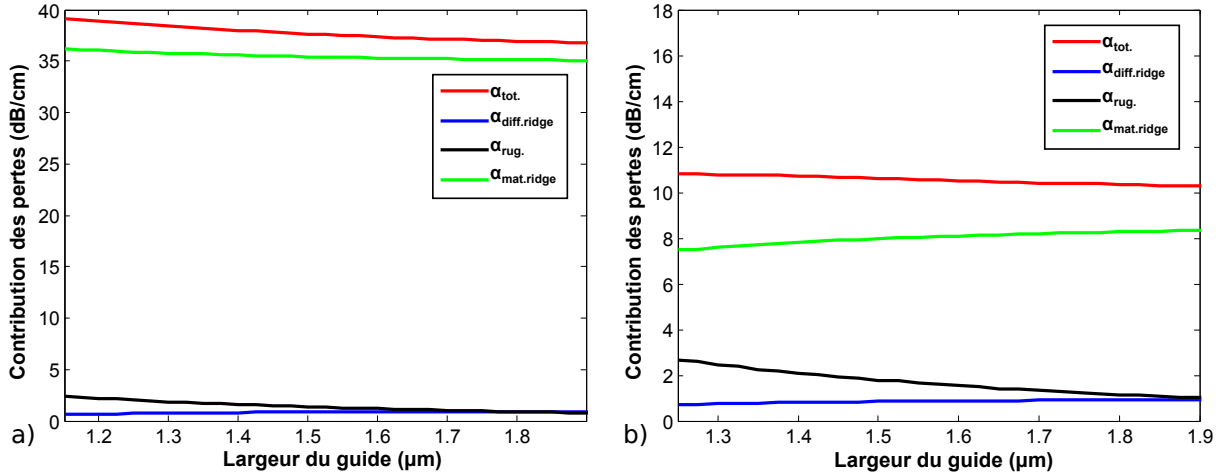 Contribution des pertes (dB/cm)
40
35
30
25
20
15
10
5
0
α tot.
α diff.ridge
α rug.
α mat.ridge
1.2 1.3 1.4 1.5 1.6 1.7 1.8
Largeur du guide (µm)
a)
Contribution des pertes (dB/cm)
18
16
14
12
10
8
6
4
2
0
α tot.
α diff.ridge
α rug.
α mat.ridge
1.3 1.4 1.5 1.6 1.7 1.8 1.9
Largeur du guide (µm)
b)